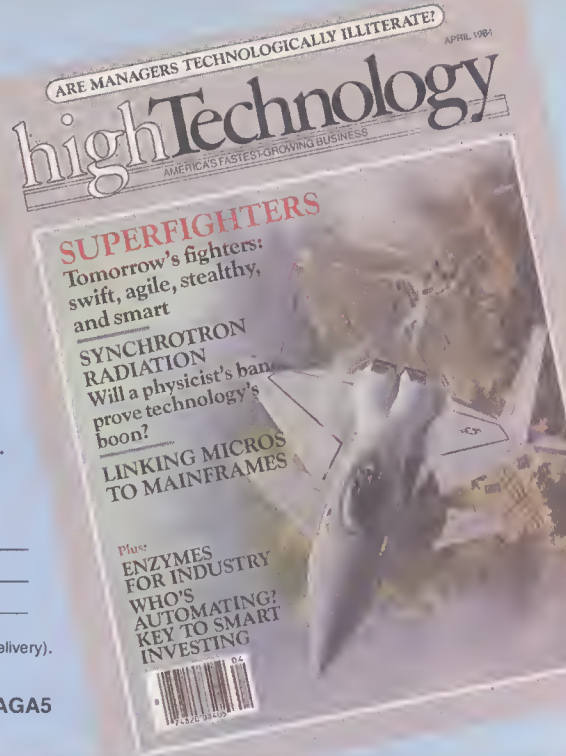 ARE MANAGERS TECHNOLOGICALLY ILLITERATE?
APRIL 1984
highTechnology
AMERICA'S FASTEST-GROWING BUSINESS
SUPERFIGHTERS
Tomorrow's fighters:
swift, agile, stealthy,
and smart
SYNCHROTRON
RADIATION
Will a physicist's ban
prove technology's
boon?
LINKING MICROS
TO MAINFRAMES
Plus:
ENZYMES
FOR INDUSTRY
WHO'S
AUTOMATING?
KEY TO SMART
INVESTING
04
elivery).
AGA5